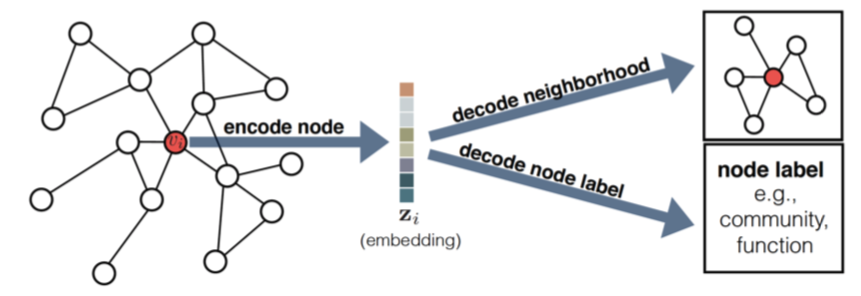 v_i
encode node
z_i
(embedding)
decode neighborhood
decode node label
node label
e.g.,
community,
function